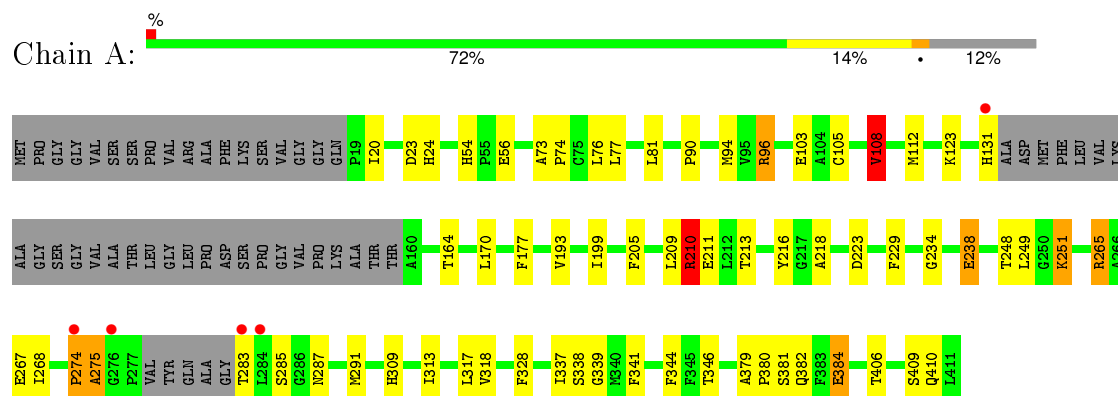 %
Chain A:
72% 14% • 12%
MET PRO GLY GLY VAL SER SER PRO VAL ARG ALA PHE LYS SER VAL GLY GLY GLN P19 I20 D23 H24 H54 P55 E56 A73 P74 C75 L76 L77 L81 P90 M94 V95 R96 E103 A104 C105 V108 M112 K123 H131 ALA ASP MET PHE LEU VAL LYS
ALA GLY SER GLY VAL ALA THR LEU GLY LEU PRO ASP SER PRO GLY VAL PRO LYS ALA THR THR A160 T164 L170 F177 V193 I199 F205 L209 R210 E211 L212 T213 Y216 G217 A218 D223 F229 G234 E238 T248 L249 G250 K251 R265 A266
E267 I268 P274 A275 G276 P277 VAL TYR GLN ALA GLY T283 L284 S285 G286 N287 M291 H309 I313 L317 V318 F328 I337 S338 G339 M340 F341 F344 F345 T346 A379 P380 S381 Q382 F383 E384 T406 S409 Q410 L411